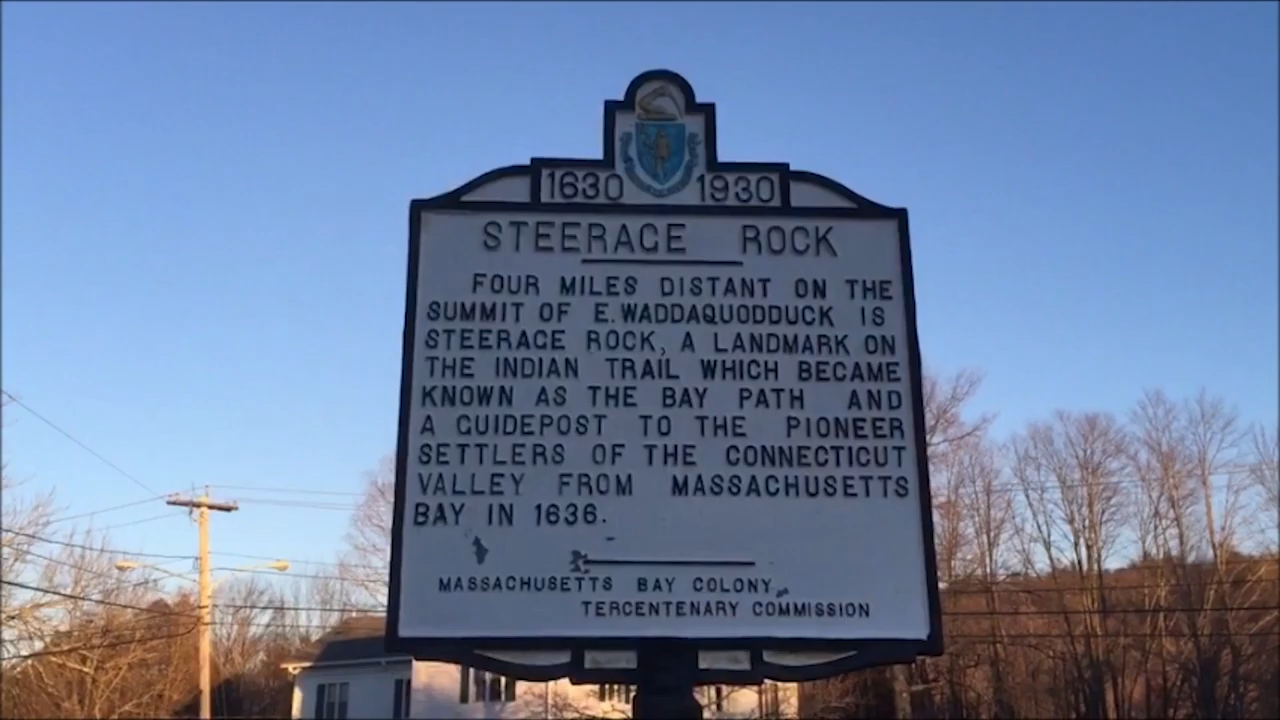 1630 1930
STEERAGE ROCK
FOUR MILES DISTANT ON THE
SUMMIT OF E. WADDAQUODDUCK IS
STEERAGE ROCK, A LANDMARK ON
THE INDIAN TRAIL WHICH BECAME
KNOWN AS THE BAY PATH AND
A GUIDEPOST TO THE PIONEER
SETTLERS OF THE CONNECTICUT
VALLEY FROM MASSACHUSETTS
BAY IN 1636.
MASSACHUSETTS BAY COLONY
TERCENTENARY COMMISSION